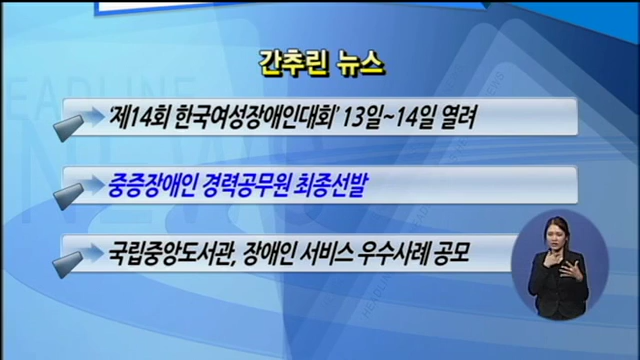 간추린 뉴스
'제14회 한국여성장애인대회' 13일~14일 열려
중증장애인 경력공무원 최종선발
국립중앙도서관, 장애인 서비스 우수사례 공모